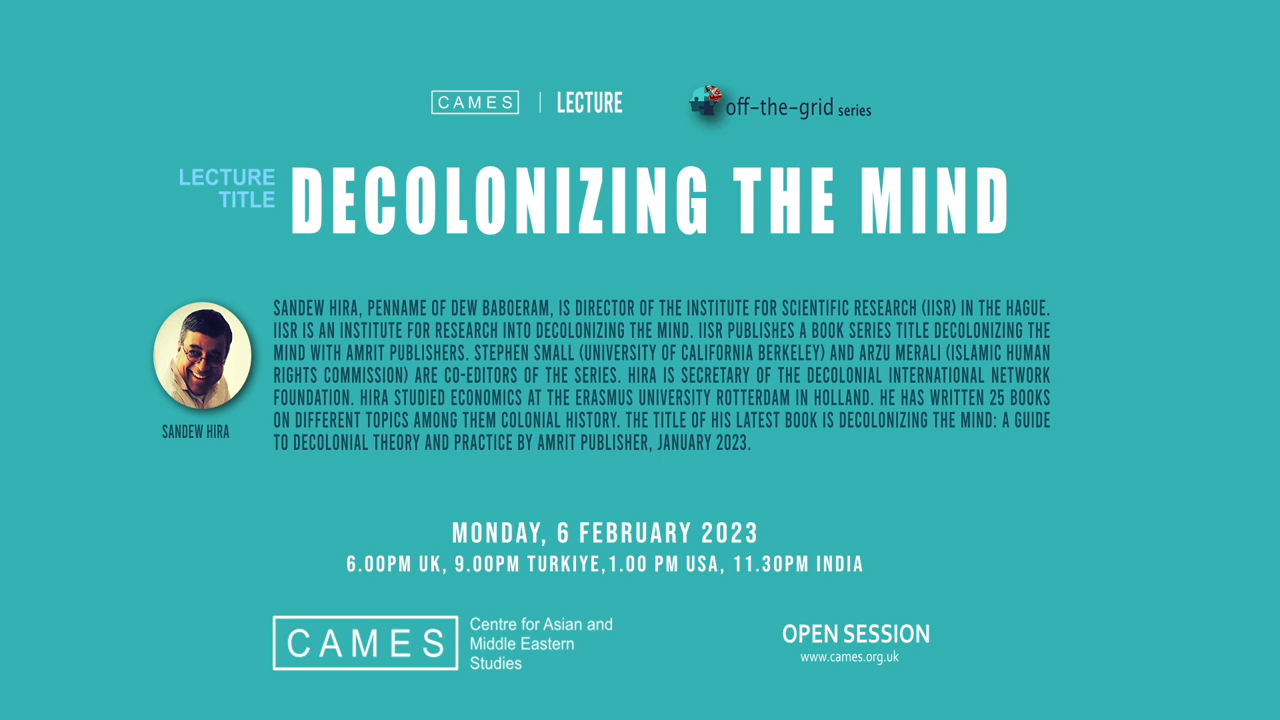 CAMES | LECTURE
off-the-grid series
LECTURE
TITLE
DECOLONIZING THE MIND
SANDEW HIRA, PENNAME OF DEW BABOERAM, IS DIRECTOR OF THE INSTITUTE FOR SCIENTIFIC RESEARCH (IISR) IN THE HAGUE.
IISR IS AN INSTITUTE FOR RESEARCH INTO DECOLONIZING THE MIND. IISR PUBLISHES A BOOK SERIES TITLE DECOLONIZING THE
MIND WITH AMRIT PUBLISHERS. STEPHEN SMALL (UNIVERSITY OF CALIFORNIA BERKELEY) AND ARZU MERALI (ISLAMIC HUMAN
RIGHTS COMMISSION) ARE CO-EDITORS OF THE SERIES. HIRA IS SECRETARY OF THE DECOLONIAL INTERNATIONAL NETWORK
FOUNDATION. HIRA STUDIED ECONOMICS AT THE ERASMUS UNIVERSITY ROTTERDAM IN HOLLAND. HE HAS WRITTEN 25 BOOKS
ON DIFFERENT TOPICS AMONG THEM COLONIAL HISTORY. THE TITLE OF HIS LATEST BOOK IS DECOLONIZING THE MIND: A GUIDE
TO DECOLONIAL THEORY AND PRACTICE BY AMRIT PUBLISHER, JANUARY 2023.
SANDEW HIRA
MONDAY, 6 FEBRUARY 2023
6.00PM UK, 9.00PM TURKIYE,1.00 PM USA, 11.30PM INDIA
CAMES
Centre for Asian and
Middle Eastern
Studies
OPEN SESSION
www.cames.org.uk